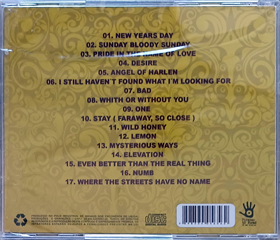 01. NEW YEARS DAY
02. SUNDAY BLOODY SUNDAY
03. PRIDE IN THE NAME OF LOVE
04. DESIRE
05. ANGEL OF HARLEN
06. I STILL HAVEN´T FOUND WHAT I´M LOOKING FOR
07. BAD
08. WHITH OR WITHOUT YOU
09. ONE
10. STAY ( FARAWAY, SO CLOSE )
11. WILD HONEY
12. LEMON
13. MYSTERIOUS WAYS
14. ELEVATION
15. EVEN BETTER THAN THE REAL THING
16. NUMB
17. WHERE THE STREETS HAVE NO NAME